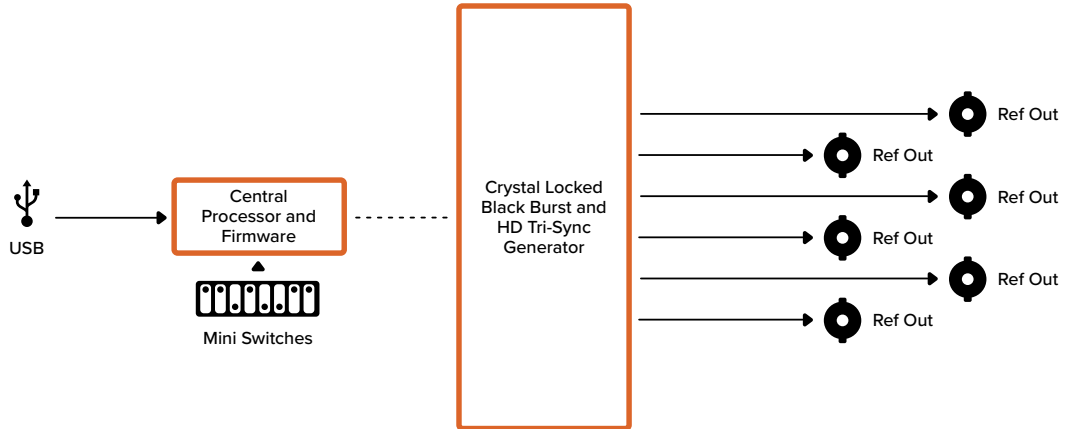 USB
Central
Processor and
Firmware
Mini Switches
Crystal Locked
Black Burst and
HD Tri-Sync
Generator
Ref Out
Ref Out
Ref Out
Ref Out
Ref Out
Ref Out